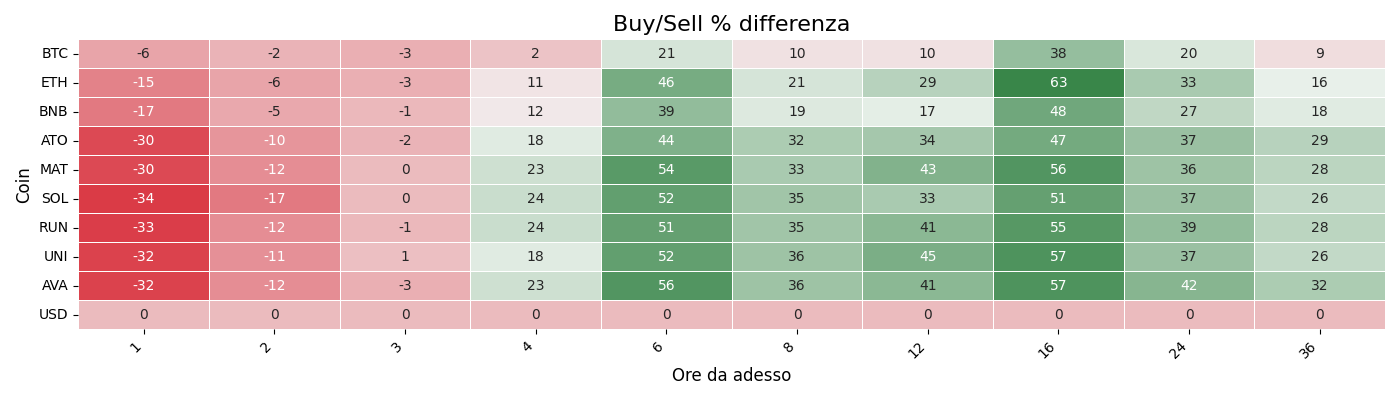 Buy/Sell % differenza
Coin
BTC -6 -2 -3 2 21 10 10 38 20 9
ETH -15 -6 -3 11 46 21 29 63 33 16
BNB -17 -5 -1 12 39 19 17 48 27 18
ATO -30 -10 -2 18 44 32 34 47 37 29
MAT -30 -12 0 23 54 33 43 56 36 28
SOL -34 -17 0 24 52 35 33 51 37 26
RUN -33 -12 -1 24 51 35 41 55 39 28
UNI -32 -11 1 18 52 36 45 57 37 26
AVA -32 -12 -3 23 56 36 41 57 42 32
USD 0 0 0 0 0 0 0 0 0 0
1 2 3 4 6 8 12 16 24 36
Ore da adesso